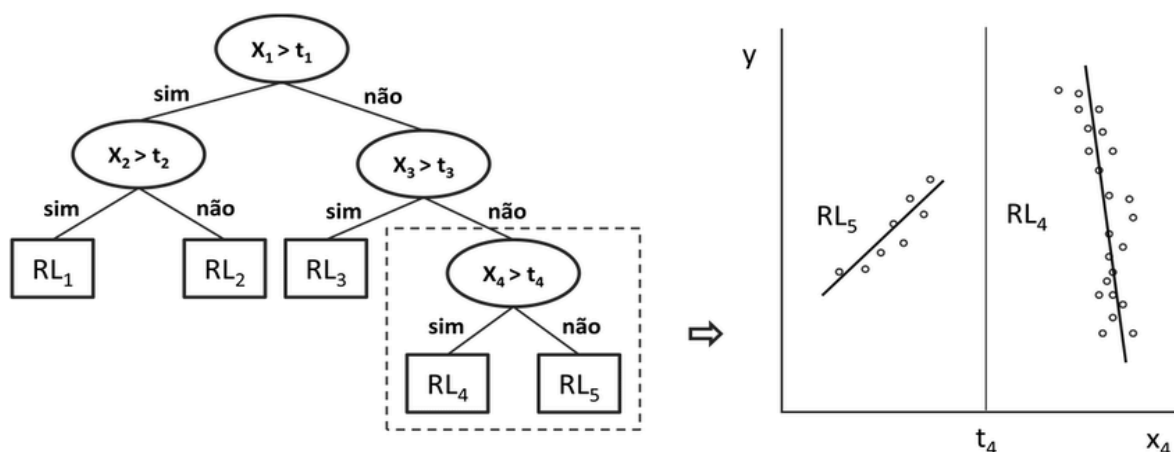 X₁ > t₁
sim não
X₂ > t₂ X₃ > t₃
sim não sim não
RL₁ RL₂ RL₃ X₄ > t₄
sim não
RL₄ RL₅
y
RL₅ RL₄
t₄ x₄